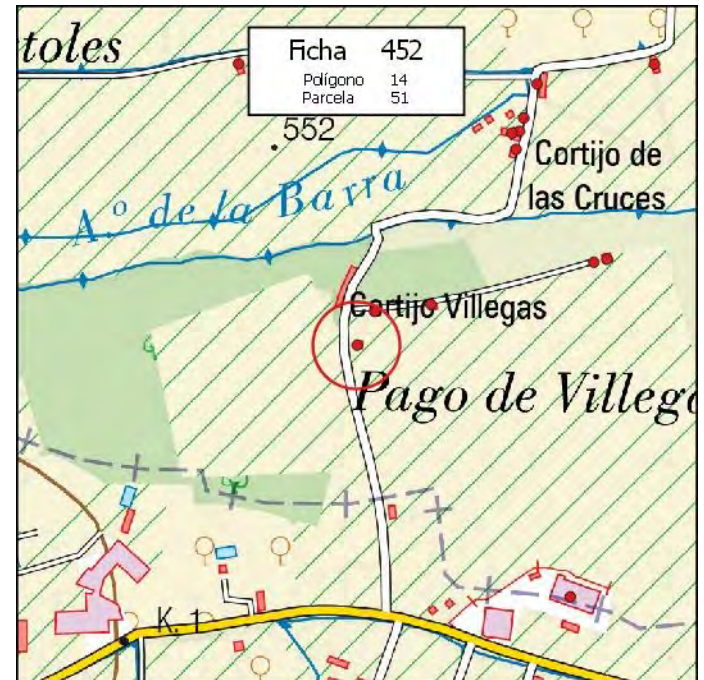 toles
Ficha 452
Polígono 14
Parcela 51
552
Cortijo de
las Cruces
A.º de la Barra
Cortijo Villegas
Pago de Villeg
K. 1